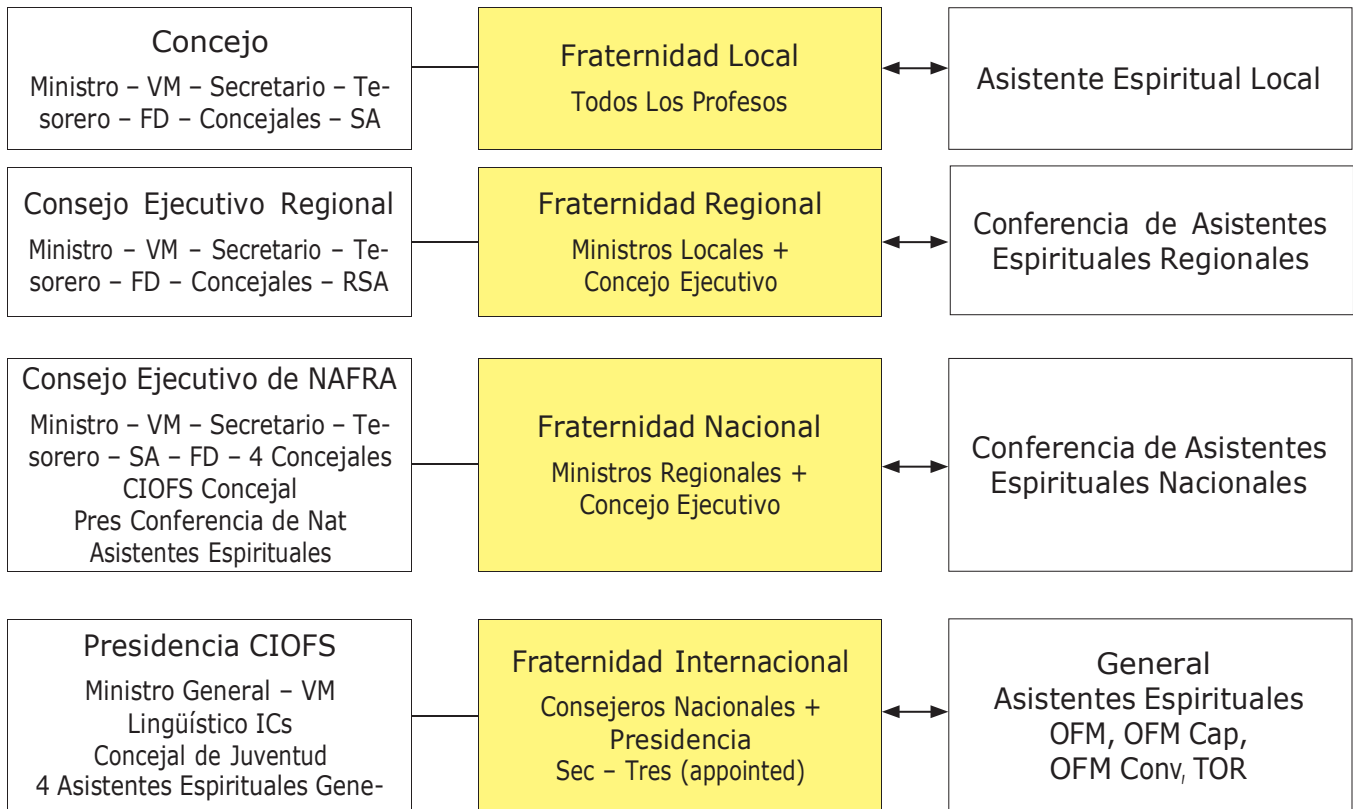 Concejo
Ministro – VM – Secretario – Te-
sorero – FD – Concejales – SA
Fraternidad Local
Todos Los Profesos
Asistente Espiritual Local
Consejo Ejecutivo Regional
Ministro – VM – Secretario – Te-
sorero – FD – Concejales – RSA
Fraternidad Regional
Ministros Locales +
Concejo Ejecutivo
Conferencia de Asistentes
Espirituales Regionales
Consejo Ejecutivo de NAFRA
Ministro – VM – Secretario – Te-
sorero – SA – FD – 4 Concejales
CIOFS Concejal
Pres Conferencia de Nat
Asistentes Espirituales
Fraternidad Nacional
Ministros Regionales +
Concejo Ejecutivo
Conferencia de Asistentes
Espirituales Nacionales
Presidencia CIOFS
Ministro General – VM
Lingüístico ICs
Concejal de Juventud
4 Asistentes Espirituales Gene-
Fraternidad Internacional
Consejeros Nacionales +
Presidencia
Sec – Tres (appointed)
General
Asistentes Espirituales
OFM, OFM Cap,
OFM Conv, TOR